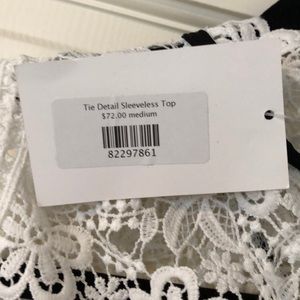 Tie Detail Sleeveless Top
$72.00 medium
82297861